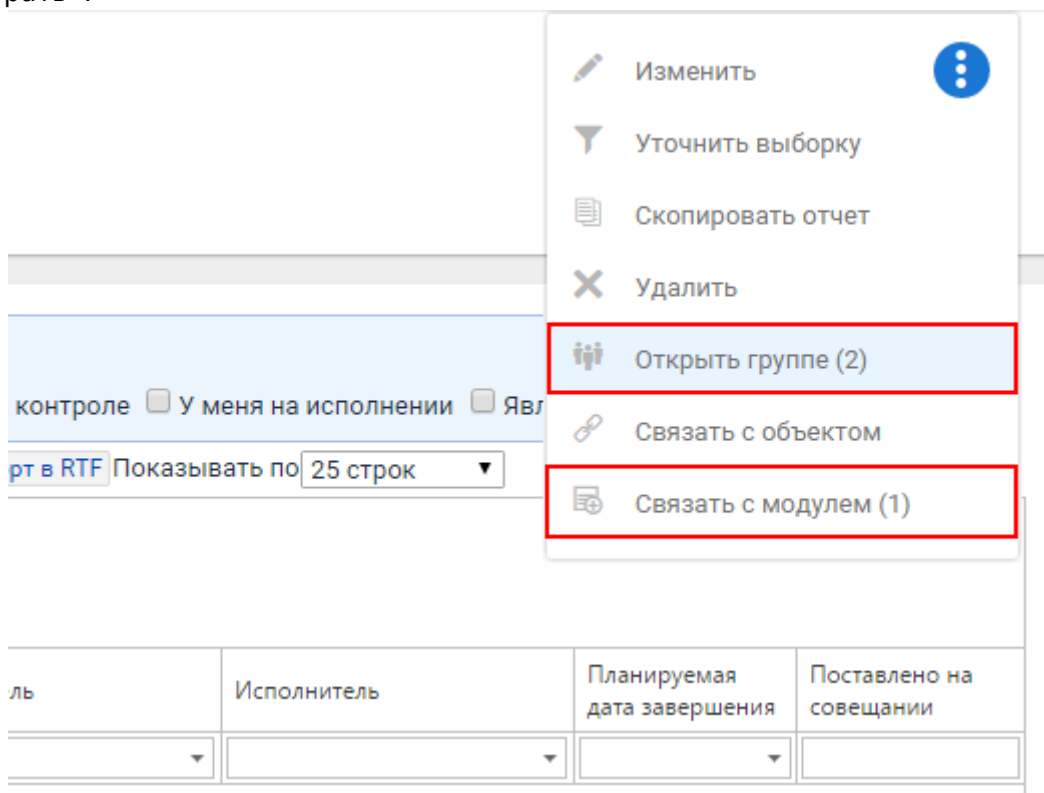 Изменить
Уточнить выборку
Скопировать отчет
Удалить
Открыть группе (2)
контроле У меня на исполнении
Связать с объектом
рт в RTF Показывать по 25 строк
Связать с модулем (1)
Исполнитель
Планируемая
дата завершения
Поставлено на
совещании